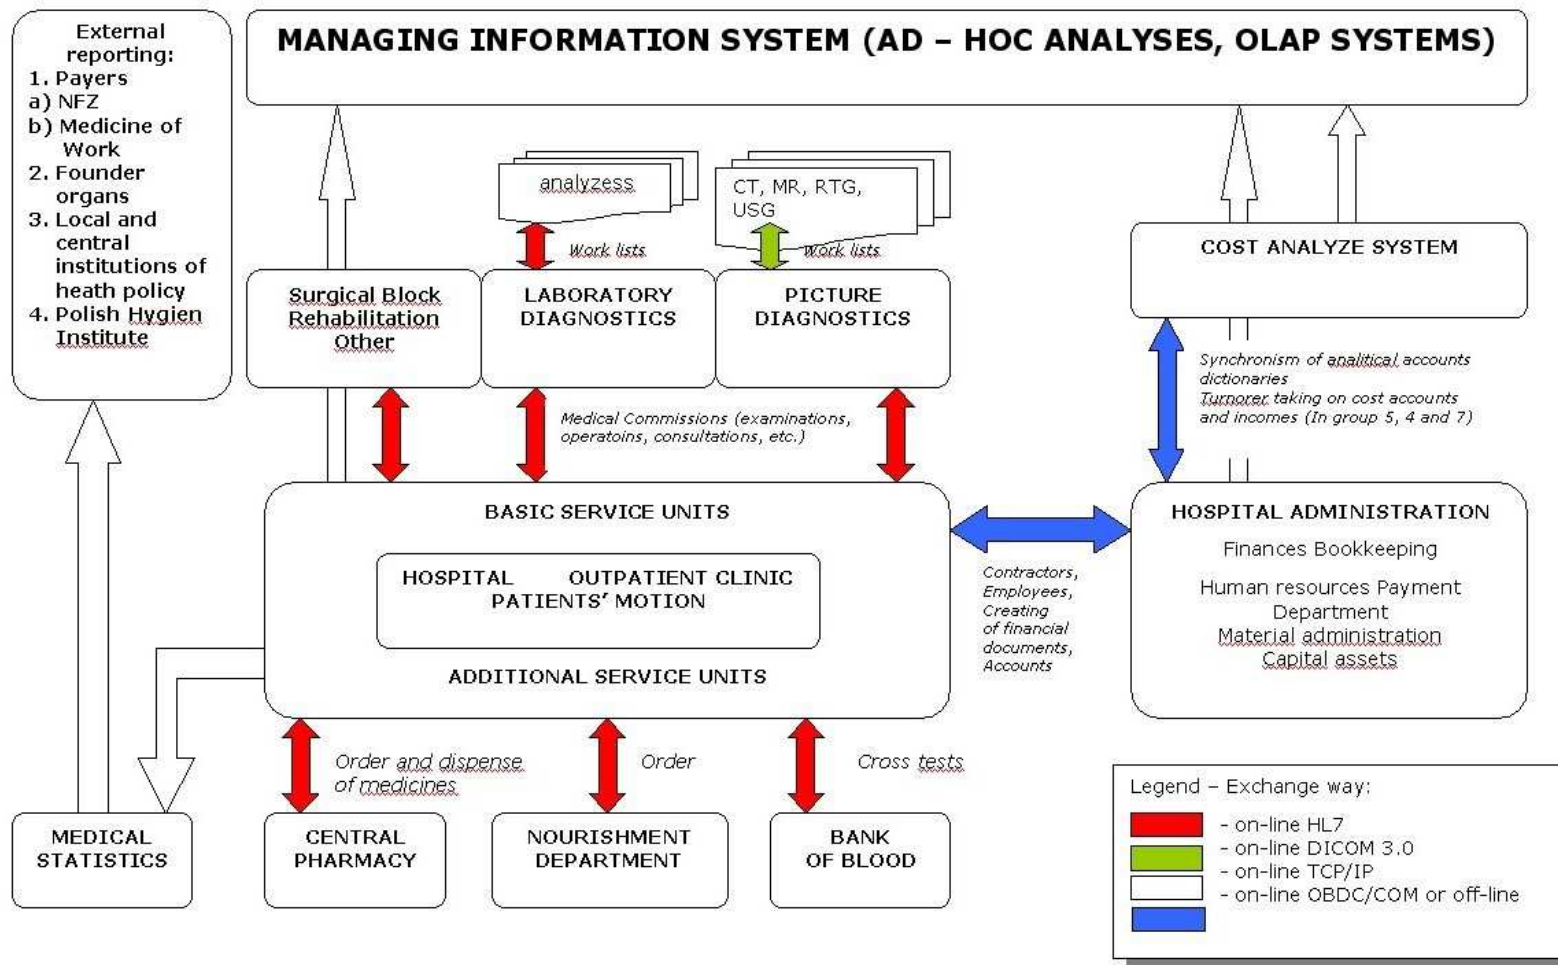 External
reporting:
1. Payers
a) NFZ
b) Medicine of
Work
2. Founder
organs
3. Local and
central
institutions of
heath policy
4. Polish Hygien
Institute
MANAGING INFORMATION SYSTEM (AD – HOC ANALYSES, OLAP SYSTEMS)
analyzess
CT, MR, RTG,
USG
Work lists
Work lists
COST ANALYZE SYSTEM
Surgical Block
Rehabilitation
Other
LABORATORY
DIAGNOSTICS
PICTURE
DIAGNOSTICS
Synchronism of analitical accounts
dictionaries
Turnorer taking on cost accounts
and incomes (In group 5, 4 and 7)
Medical Commissions (examinations,
operatoins, consultations, etc.)
BASIC SERVICE UNITS
HOSPITAL OUTPATIENT CLINIC
PATIENTS’ MOTION
ADDITIONAL SERVICE UNITS
Contractors,
Employees,
Creating
of financial
documents,
Accounts
HOSPITAL ADMINISTRATION
Finances Bookkeeping
Human resources Payment
Department
Material administration
Capital assets
Order and dispense
of medicines
Order
Cross tests
MEDICAL
STATISTICS
CENTRAL
PHARMACY
NOURISHMENT
DEPARTMENT
BANK
OF BLOOD
Legend – Exchange way:
- on-line HL7
- on-line DICOM 3.0
- on-line TCP/IP
- on-line OBDC/COM or off-line